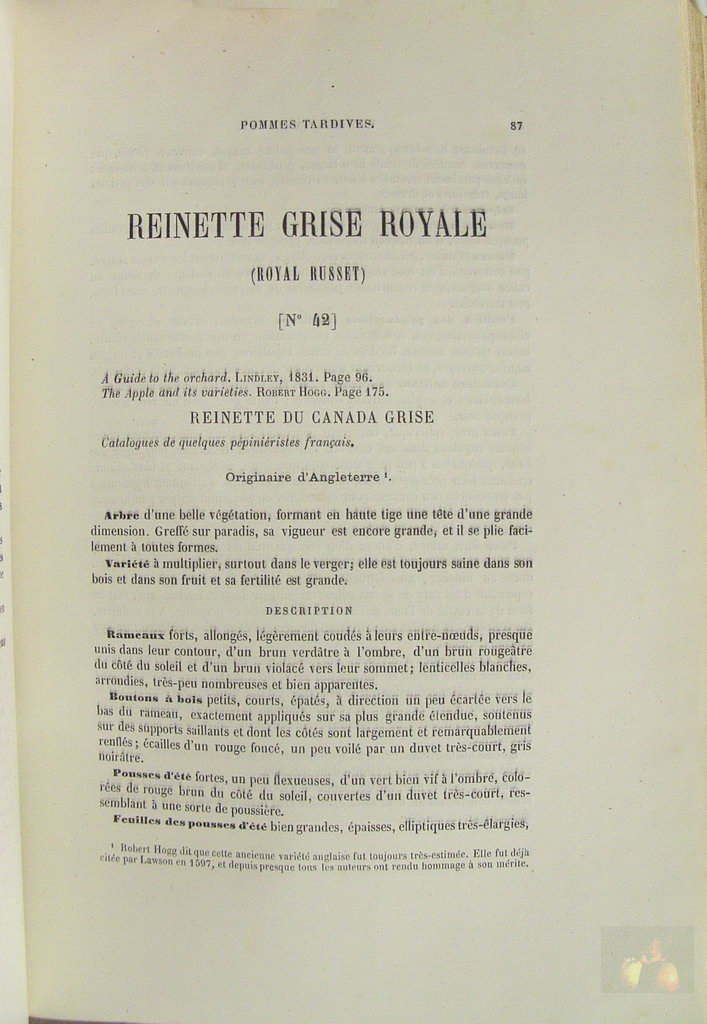 POMMES TARDIVES. 87
REINETTE GRISE ROYALE
(ROYAL RUSSET)
[N° 42]
A Guide to the orchard. LINDLEY, 1831. Page 96.
The Apple and its varieties. ROBERT HOGG. Page 175.
REINETTE DU CANADA GRISE
Catalogues de quelques pépiniéristes français.
Originaire d'Angleterre ¹.
Arbre d'une belle végétation, formant en haute tige une tête d'une grande
dimension. Greffé sur paradis, sa vigueur est encore grande, et il se plie faci-
lement à toutes formes.
Variété à multiplier, surtout dans le verger; elle est toujours saine dans son
bois et dans son fruit et sa fertilité est grande.
DESCRIPTION
Rameaux forts, allongés, légèrement coudés à leurs entre-nœuds, presque
unis dans leur contour, d'un brun verdâtre à l'ombre, d'un brun rougeâtre
du côté du soleil et d'un brun violacé vers leur sommet; lenticelles blanches,
arrondies, très-peu nombreuses et bien apparentes.
Boutons à bois petits, courts, épatés, à direction un peu écartée vers le
bas du rameau, exactement appliqués sur sa plus grande étendue, soutenus
sur des supports saillants et dont les côtés sont largement et remarquablement
renflés; écailles d'un rouge foncé, un peu voilé par un duvet très-court, gris
noirâtre.
Pousses d'été fortes, un peu flexueuses, d'un vert bien vif à l'ombre, colo-
rées de rouge brun du côté du soleil, couvertes d'un duvet très-court, res-
semblant à une sorte de poussière.
Feuilles des pousses d'été bien grandes, épaisses, elliptiques très-élargies,
¹ Robert Hogg dit que cette ancienne variété anglaise fut toujours très-estimée. Elle fut déjà
citée par Lawson en 1597, et depuis presque tous les auteurs ont rendu hommage à son mérite.